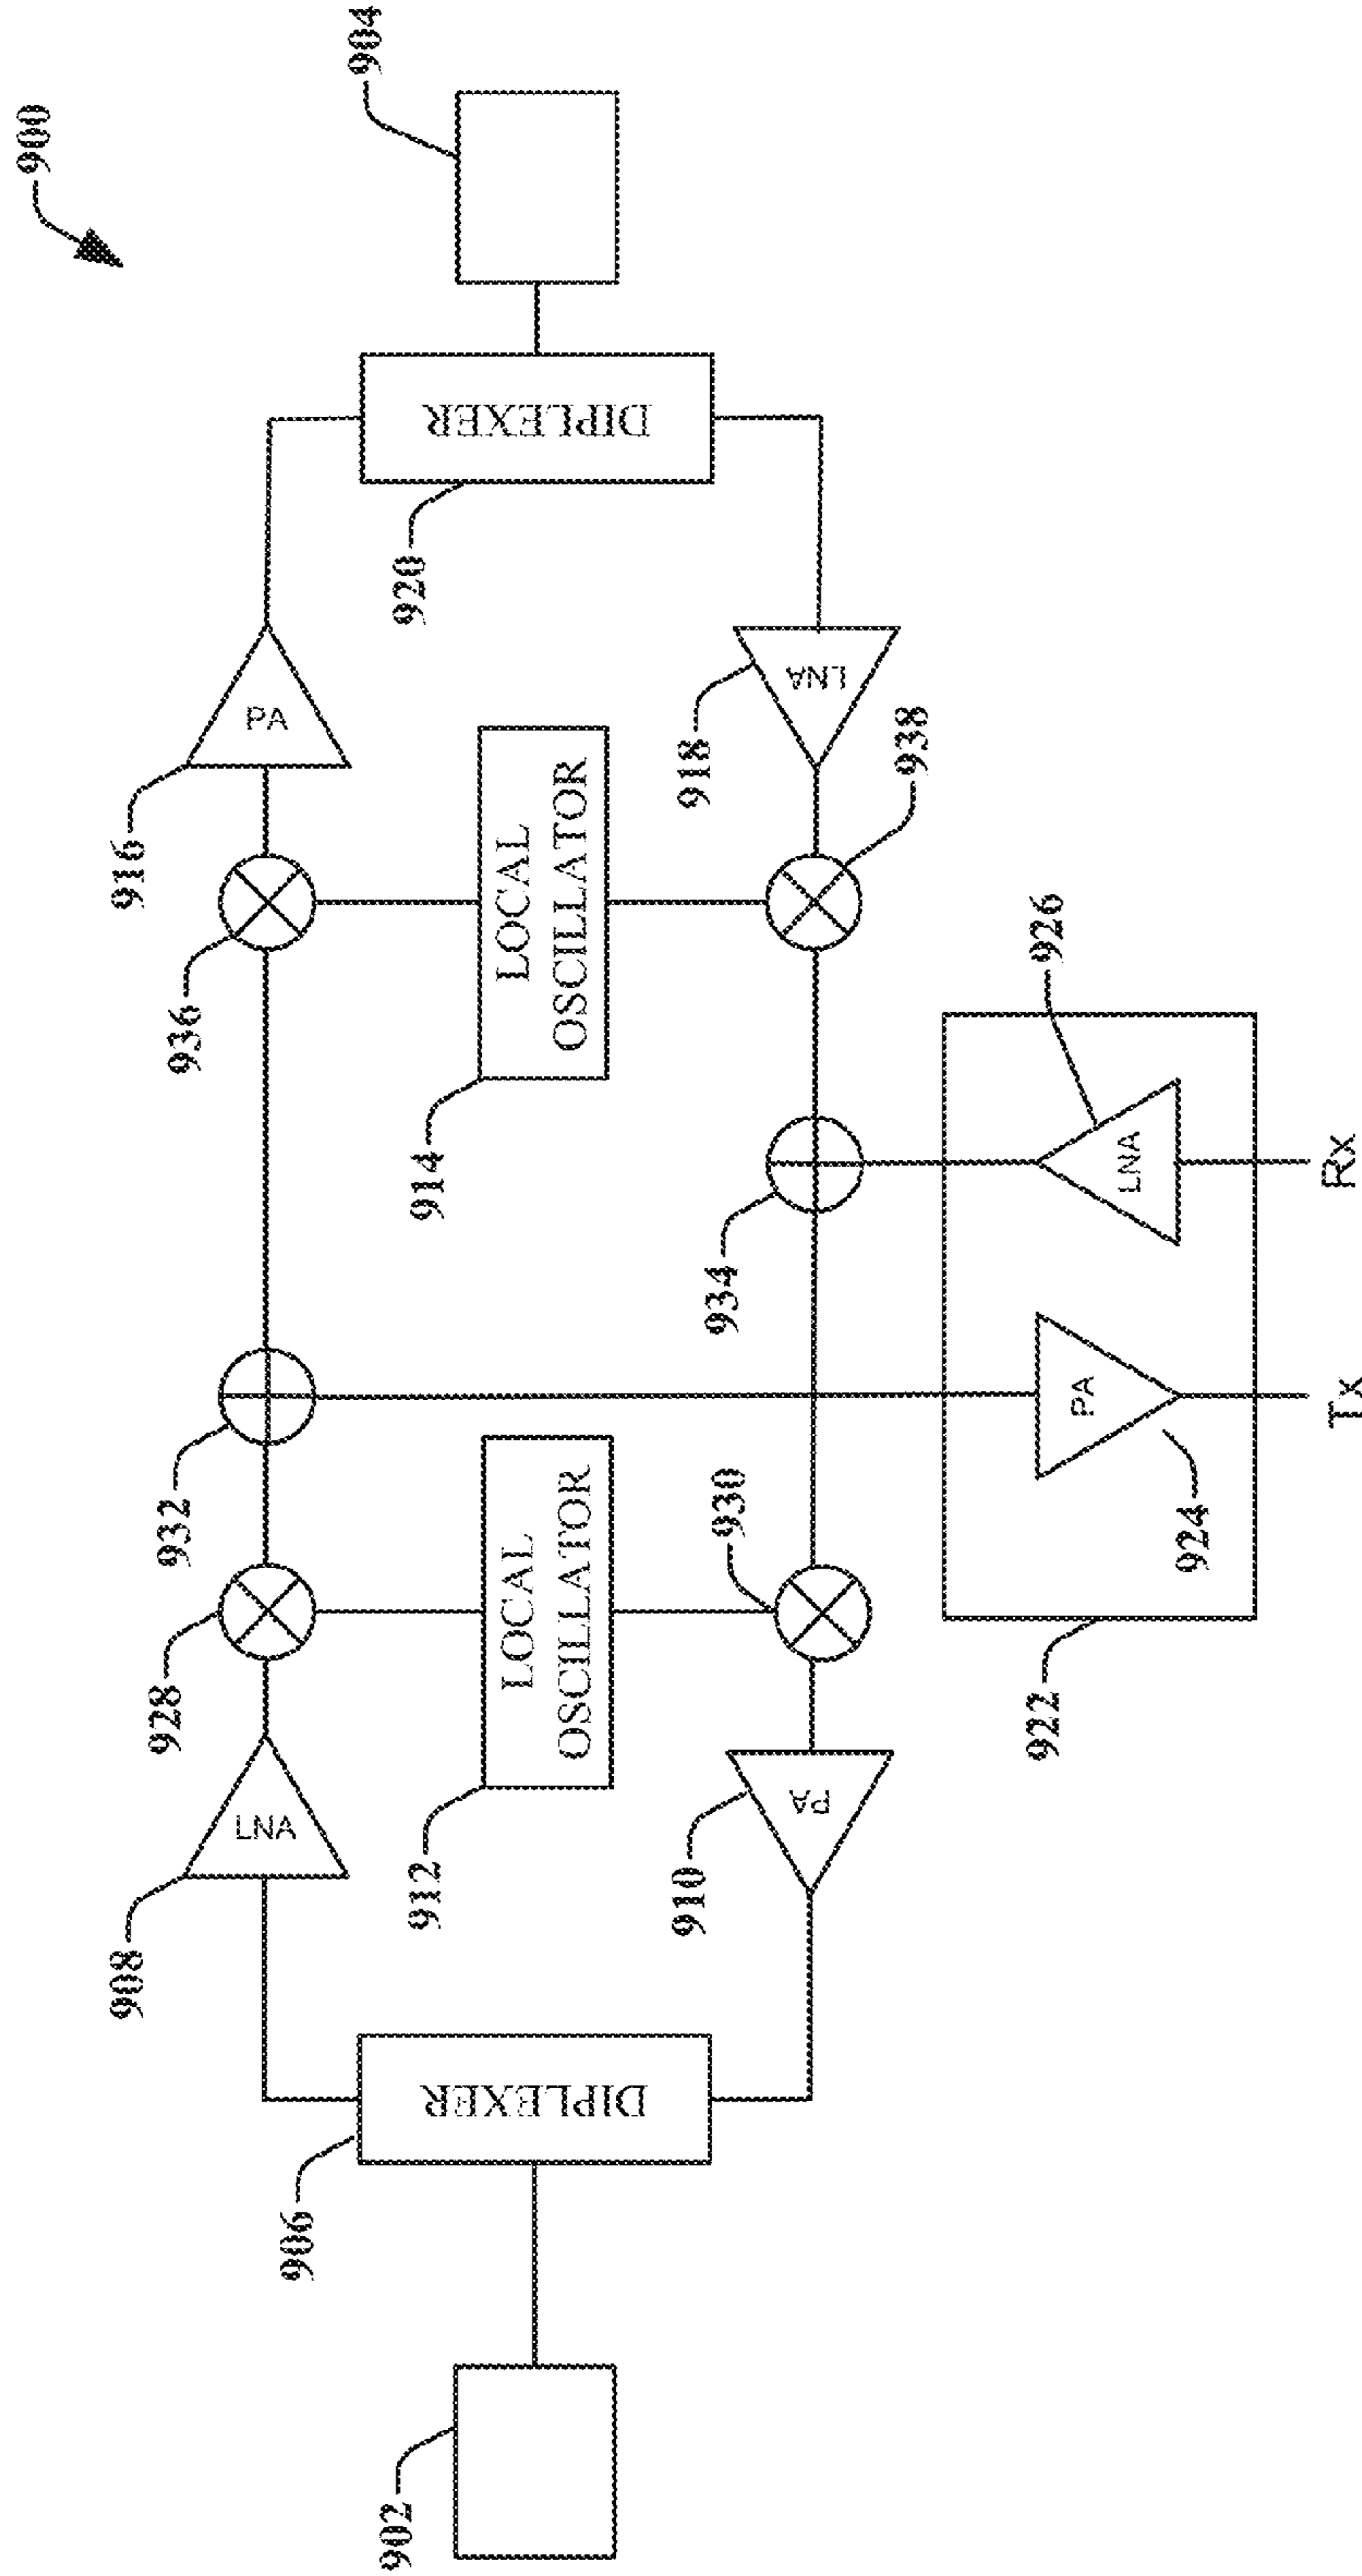 900
908
916
928
932
936
LNA
PA
906
904
902
912
914
920
DIPLEXER
LOCAL
OSCILLATOR
LOCAL
OSCILLATOR
DIPLEXER
910
930
934
918
PA
LNA
938
922
926
PA
LNA
924
Tx
Rx